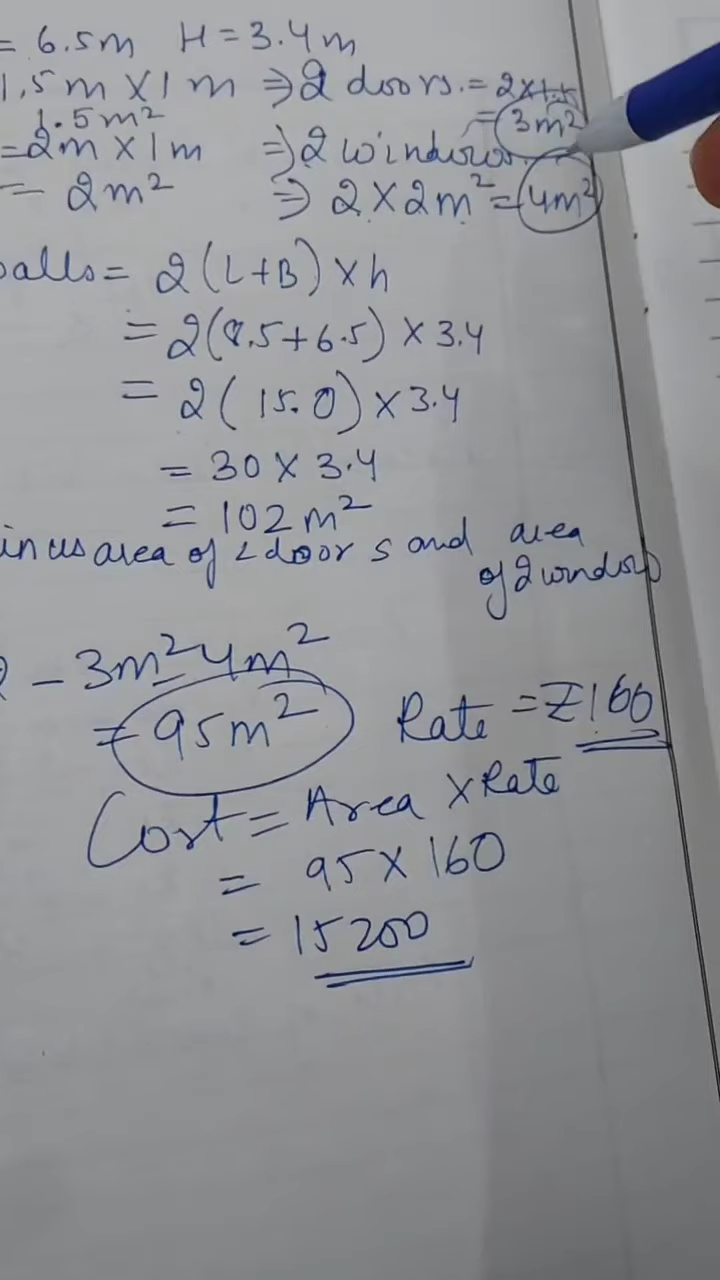 = 6.5m H = 3.4m
1.5m X 1m ⇒ 2 doors. = 2×1.5
1.5m² = 3m²
= 2m X 1m ⇒ 2 windows
= 2m² ⇒ 2 X 2m² = 4m²
alls = 2(L+B) X h
= 2(8.5+6.5) X 3.4
= 2(15.0) X 3.4
= 30 X 3.4
= 102m²
inus area of 2 doors and area
of 2 windows
2 - 3m² - 4m²
= 95m² Rate = ₹160
Cost = Area X Rate
= 95 X 160
= 15200